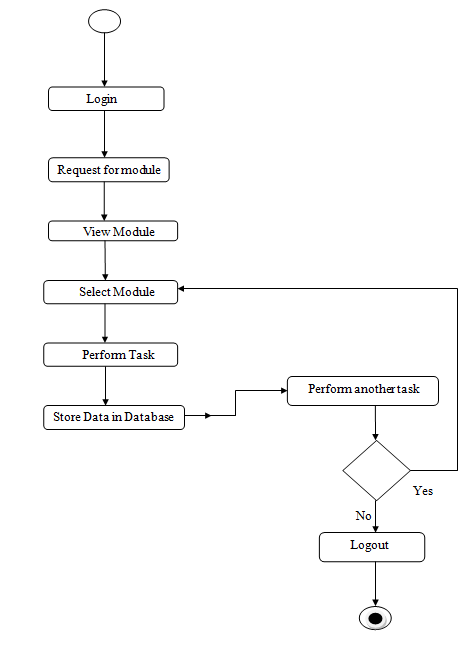 Login
Request for module
View Module
Select Module
Perform Task
Store Data in Database
Perform another task
Yes
No
Logout